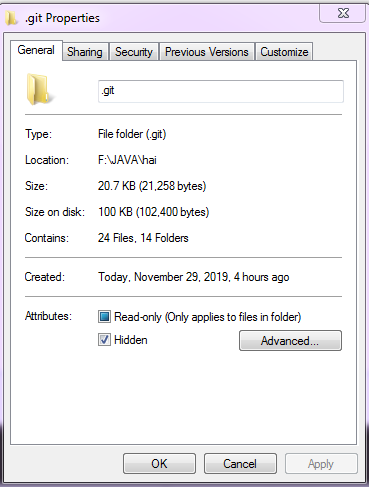 .git Properties
General Sharing Security Previous Versions Customize
.git
Type: File folder (.git)
Location: F:\JAVA\hai
Size: 20.7 KB (21,258 bytes)
Size on disk: 100 KB (102,400 bytes)
Contains: 24 Files, 14 Folders
Created: Today, November 29, 2019, 4 hours ago
Attributes: Read-only (Only applies to files in folder)
Hidden Advanced...
OK Cancel Apply